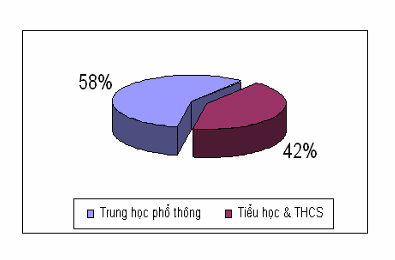 58%
42%
Trung học phổ thông
Tiểu học & THCS